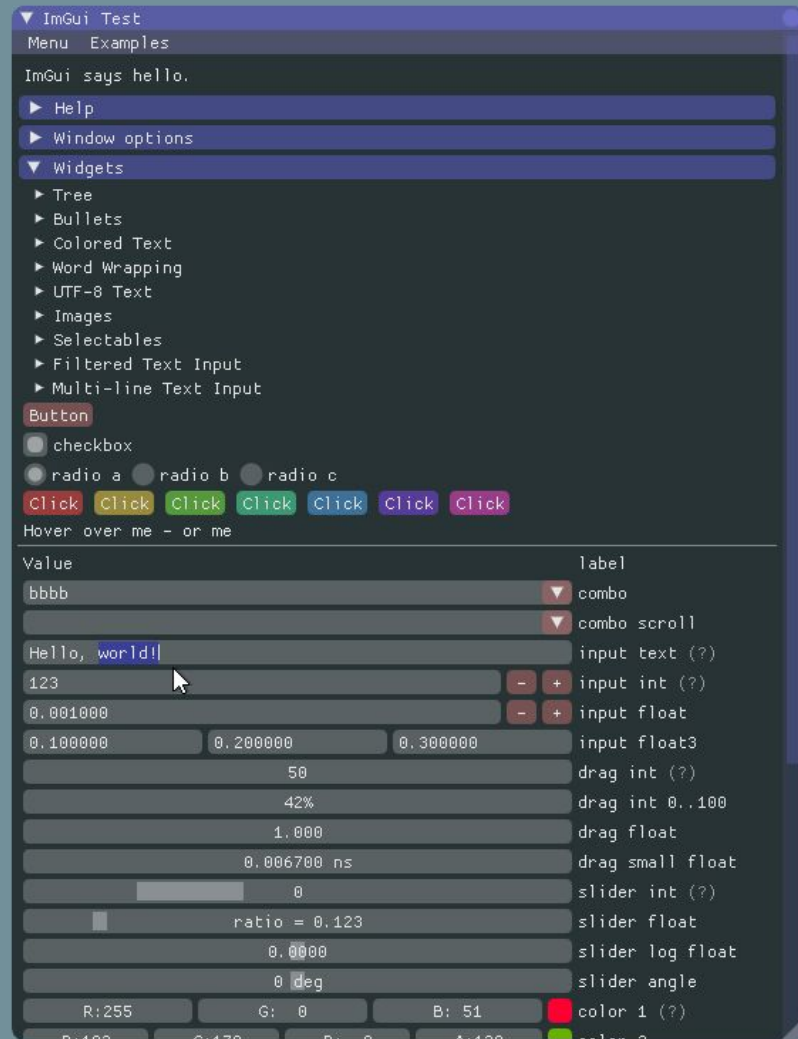 ImGui Test
Menu Examples
ImGui says hello.
Help
Window options
Widgets
Tree
Bullets
Colored Text
Word Wrapping
UTF-8 Text
Images
Selectables
Filtered Text Input
Multi-line Text Input
Button
checkbox
radio a radio b radio c
Click Click Click Click Click Click Click
Hover over me - or me
Value label
bbbb combo
combo scroll
Hello, world! input text (?)
123 - + input int (?)
0.001000 - + input float
0.100000 0.200000 0.300000 input float3
50 drag int (?)
42% drag int 0..100
1.000 drag float
0.006700 ns drag small float
0 slider int (?)
ratio = 0.123 slider float
0.0000 slider log float
0 deg slider angle
R:255 G: 0 B: 51 color 1 (?)